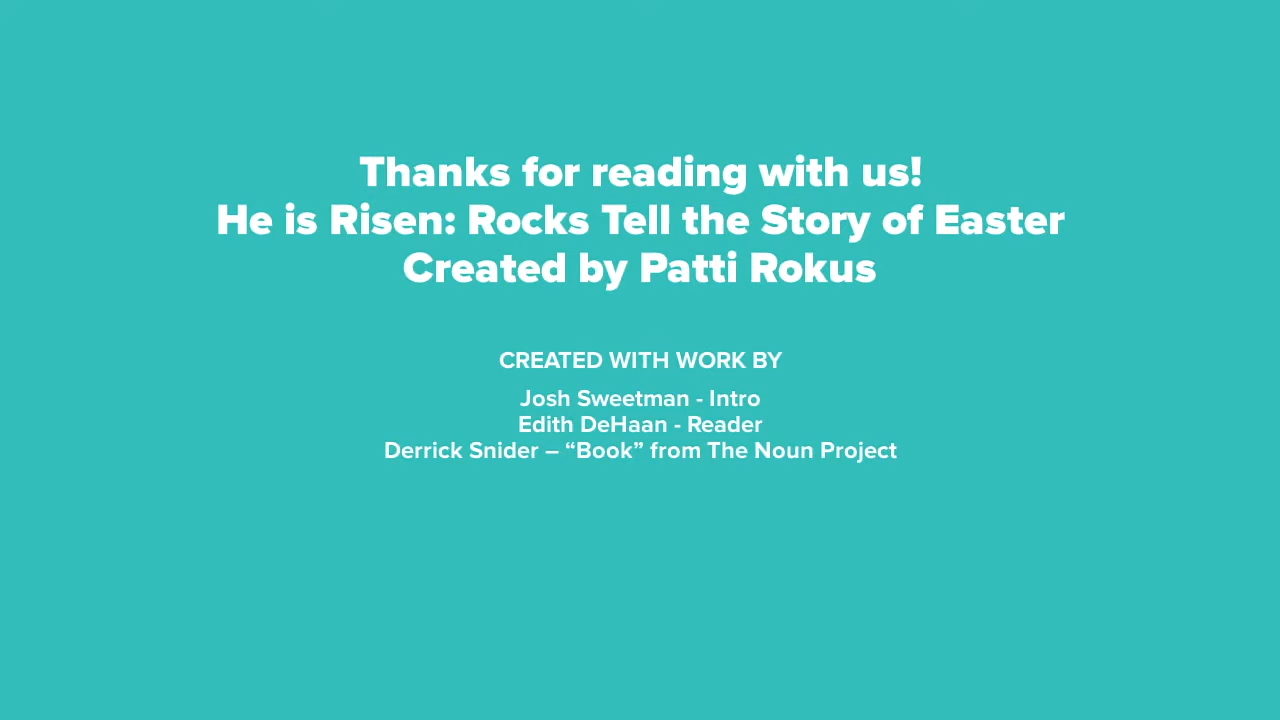 Thanks for reading with us!
He is Risen: Rocks Tell the Story of Easter
Created by Patti Rokus
CREATED WITH WORK BY
Josh Sweetman - Intro
Edith DeHaan - Reader
Derrick Snider – “Book” from The Noun Project